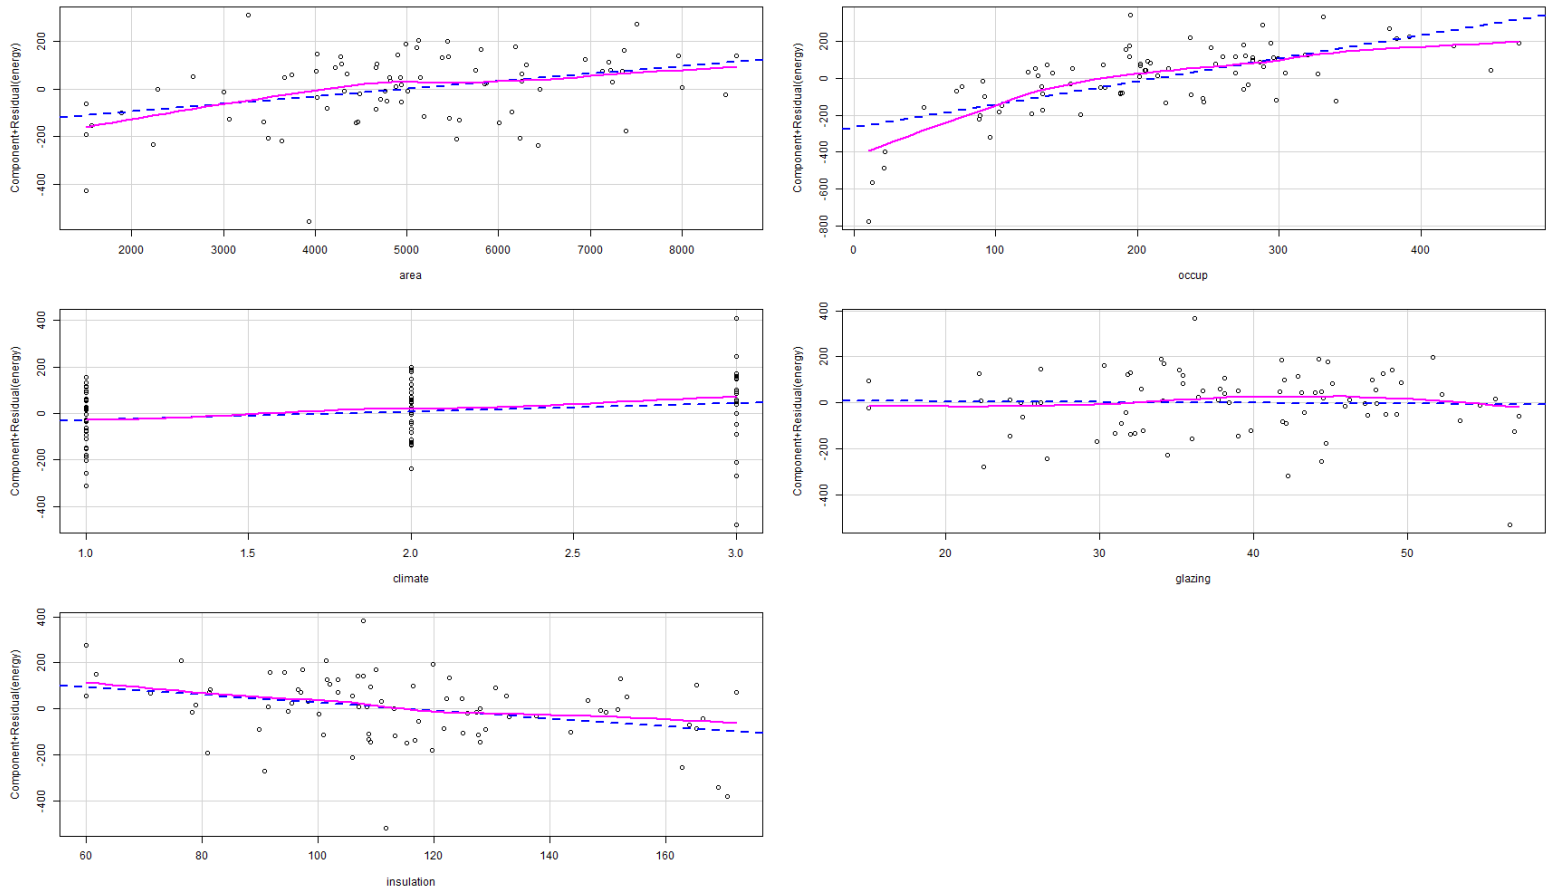 Component+Residual(energy)
200
0
-200
-400
2000 3000 4000 5000 6000 7000 8000
area
Component+Residual(energy)
200
0
-200
-400
-600
-800
0 100 200 300 400
occup
Component+Residual(energy)
400
200
0
-200
-400
1.0 1.5 2.0 2.5 3.0
climate
Component+Residual(energy)
400
200
0
-200
-400
20 30 40 50
glazing
Component+Residual(energy)
400
200
0
-200
-400
60 80 100 120 140 160
insulation